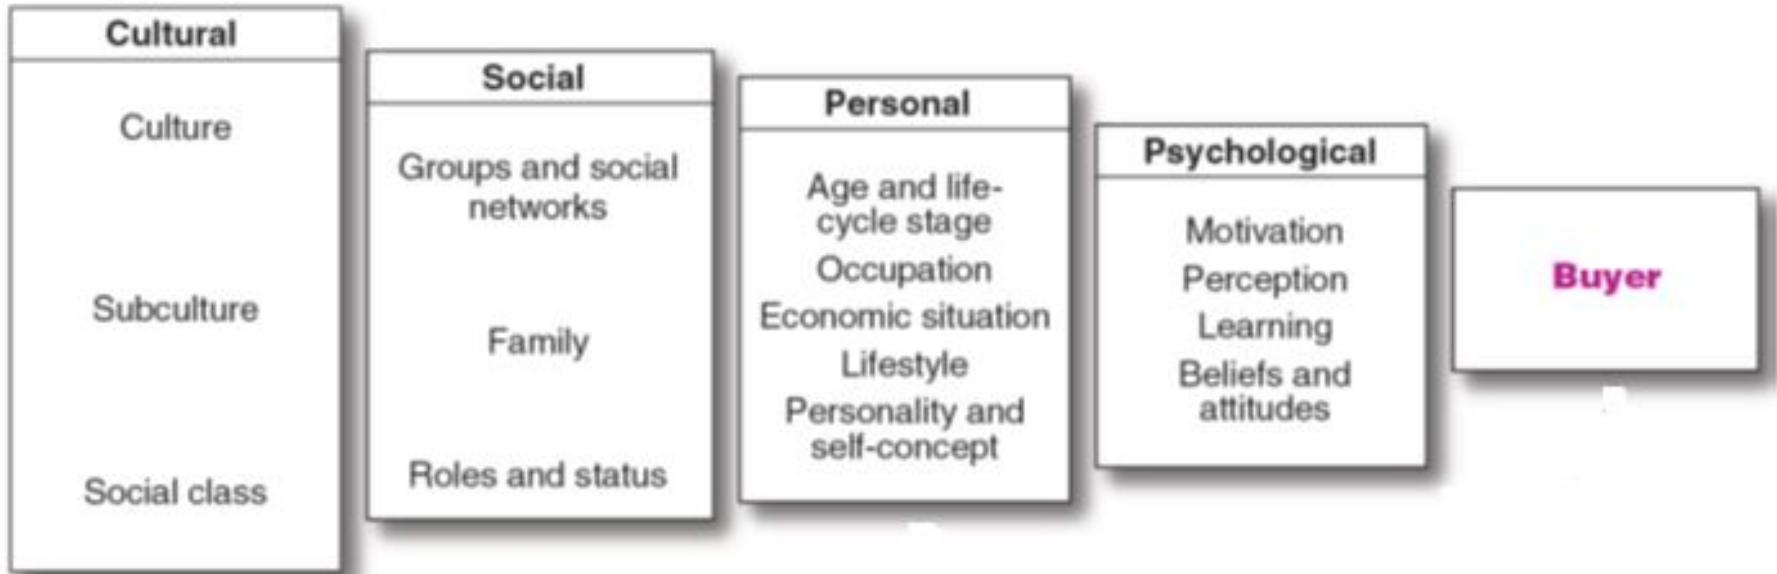 Cultural
Culture
Subculture
Social class
Social
Groups and social
networks
Family
Roles and status
Personal
Age and life-
cycle stage
Occupation
Economic situation
Lifestyle
Personality and
self-concept
Psychological
Motivation
Perception
Learning
Beliefs and
attitudes
Buyer